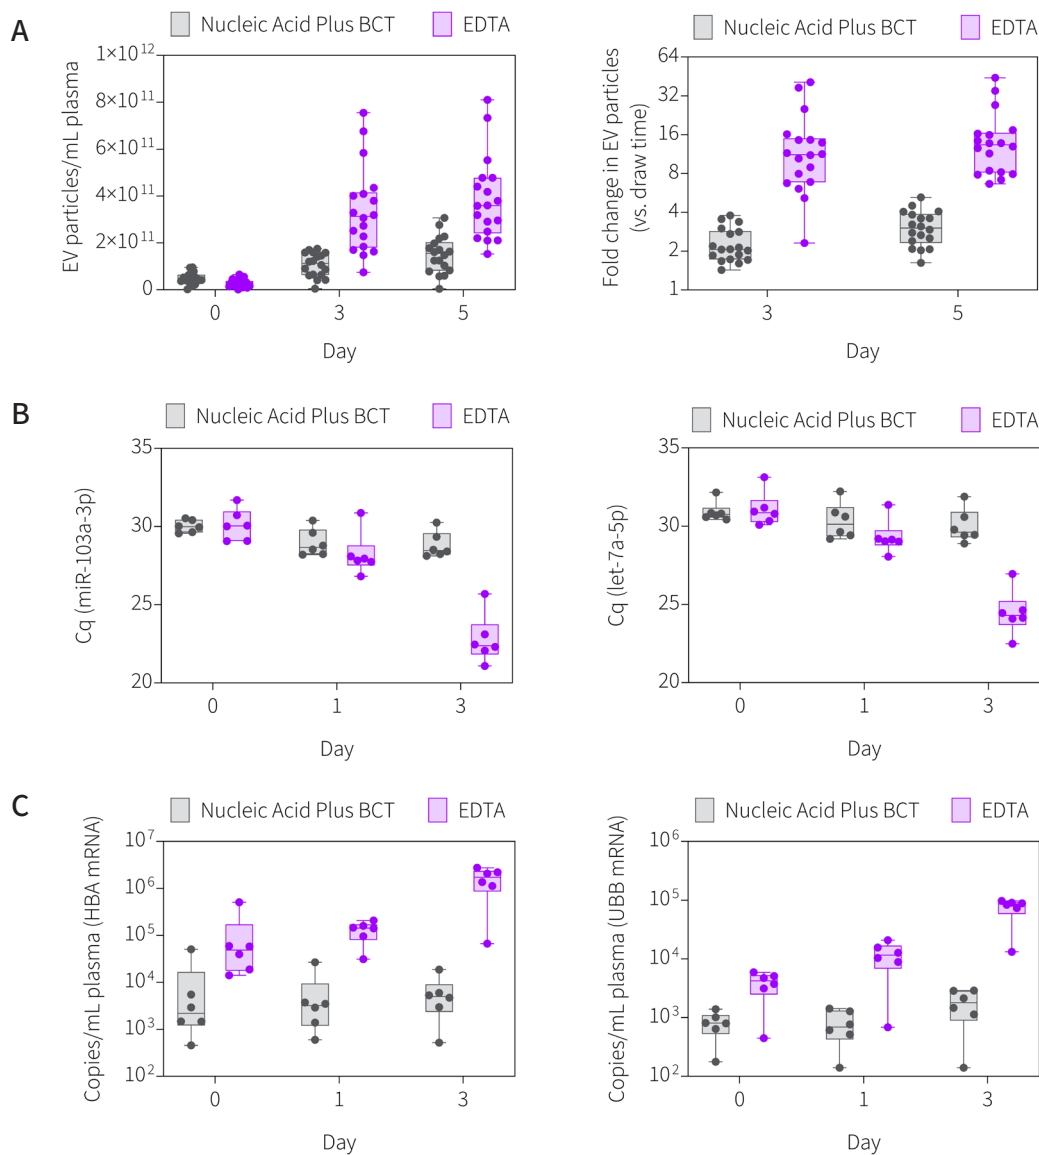 A
Nucleic Acid Plus BCT EDTA
EV particles/mL plasma
1×10¹²
8×10¹¹
6×10¹¹
4×10¹¹
2×10¹¹
0
0 3 5
Day
Nucleic Acid Plus BCT EDTA
Fold change in EV particles
(vs. draw time)
64
32
16
8
4
2
1
3 5
Day
B
Nucleic Acid Plus BCT EDTA
Cq (miR-103a-3p)
35
30
25
20
0 1 3
Day
Nucleic Acid Plus BCT EDTA
Cq (let-7a-5p)
35
30
25
20
0 1 3
Day
C
Nucleic Acid Plus BCT EDTA
Copies/mL plasma (HBA mRNA)
10⁷
10⁶
10⁵
10⁴
10³
10²
0 1 3
Day
Nucleic Acid Plus BCT EDTA
Copies/mL plasma (UBB mRNA)
10⁶
10⁵
10⁴
10³
10²
0 1 3
Day